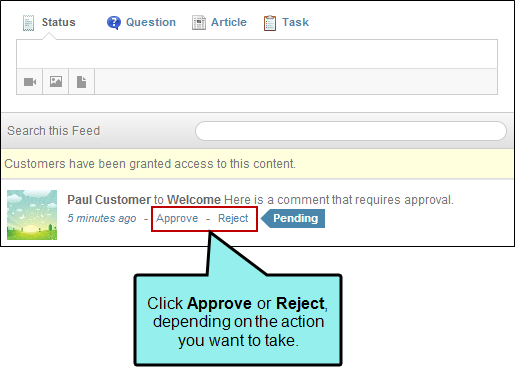 Status Question Article Task
Search this Feed
Customers have been granted access to this content.
Paul Customer to Welcome Here is a comment that requires approval.
5 minutes ago - Approve - Reject Pending
Click Approve or Reject,
depending on the action
you want to take.